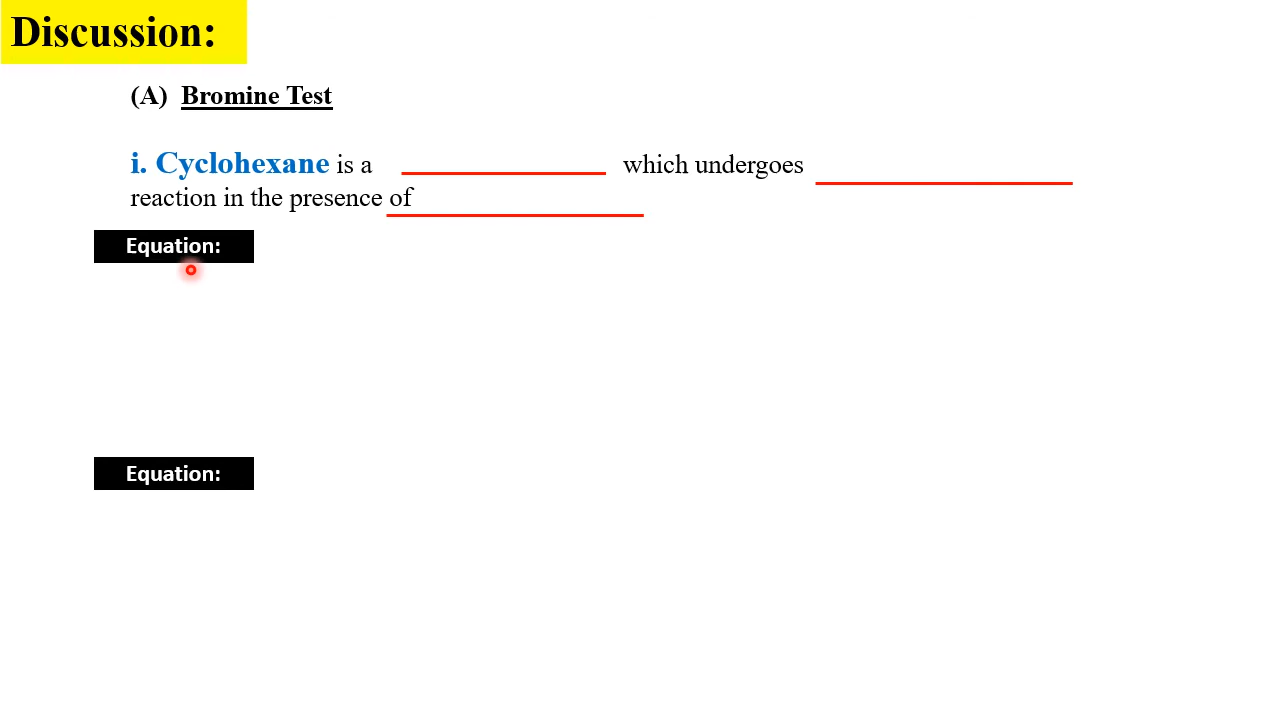 Discussion:
(A) Bromine Test
i. Cyclohexane is a which undergoes
reaction in the presence of
Equation:
Equation: